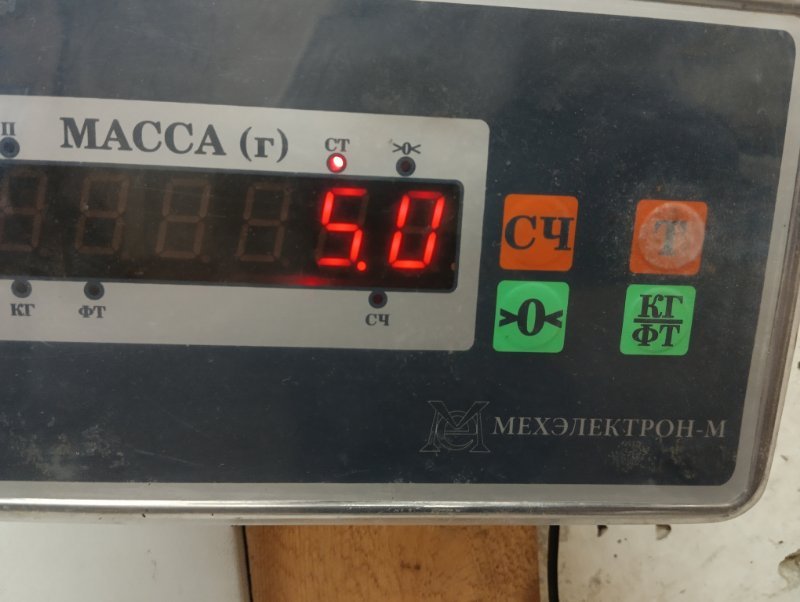 П
МАССА (г)
СТ
>0<
5.0
КГ
ФТ
СЧ
СЧ
Т
>0<
КГ
ФТ
МЕХЭЛЕКТРОН-М